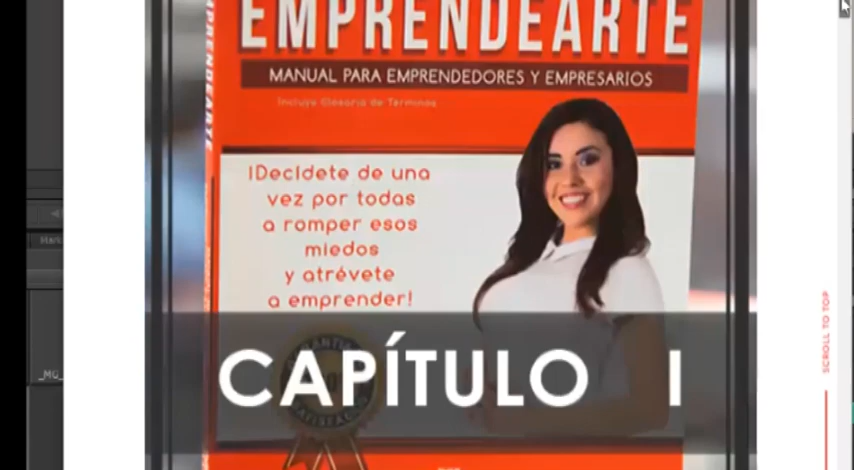 EMPRENDEARTE
MANUAL PARA EMPRENDEDORES Y EMPRESARIOS
Incluye Glosario de Terminos
¡Decídete de una
vez por todas
a romper esos
miedos
y atrévete
a emprender!
CAPÍTULO I
SCROLL TO TOP